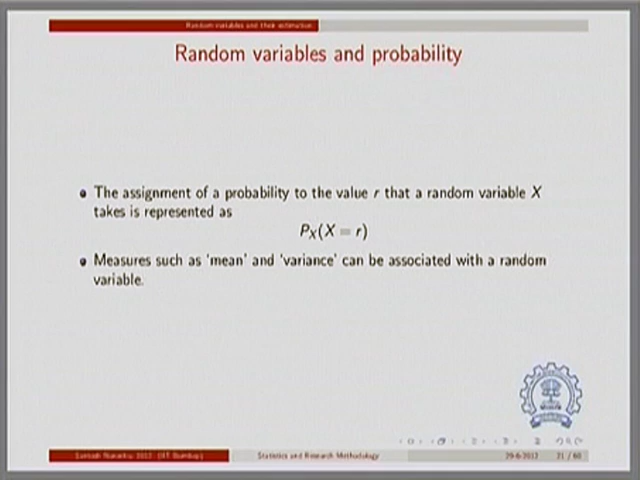 Random variables and their estimation
Random variables and probability
The assignment of a probability to the value r that a random variable X
takes is represented as
P_X(X = r)
Measures such as 'mean' and 'variance' can be associated with a random
variable.
Statistics and Research Methodology
29-6-2012
21 / 60